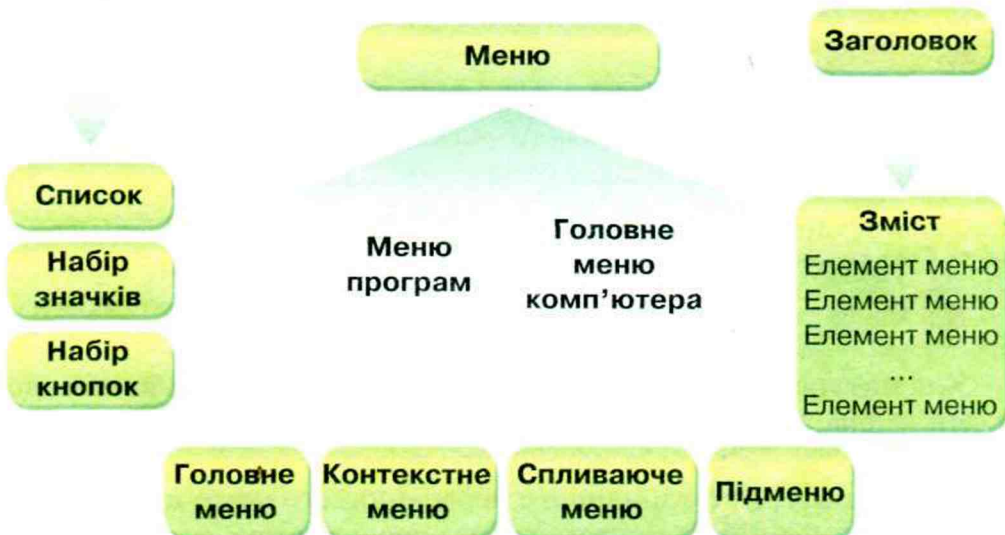 Меню
Заголовок
Список
Набір
значків
Набір
кнопок
Меню
програм
Головне
меню
комп'ютера
Зміст
Елемент меню
Елемент меню
Елемент меню
...
Елемент меню
Головне
меню
Контекстне
меню
Спливаюче
меню
Підменю